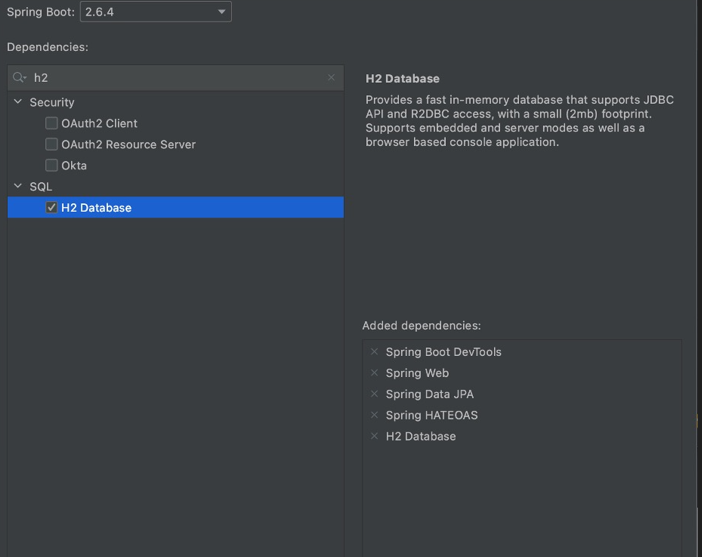 Spring Boot: 2.6.4
Dependencies:
h2
Security
OAuth2 Client
OAuth2 Resource Server
Okta
SQL
H2 Database
H2 Database
Provides a fast in-memory database that supports JDBC
API and R2DBC access, with a small (2mb) footprint.
Supports embedded and server modes as well as a
browser based console application.
Added dependencies:
Spring Boot DevTools
Spring Web
Spring Data JPA
Spring HATEOAS
H2 Database